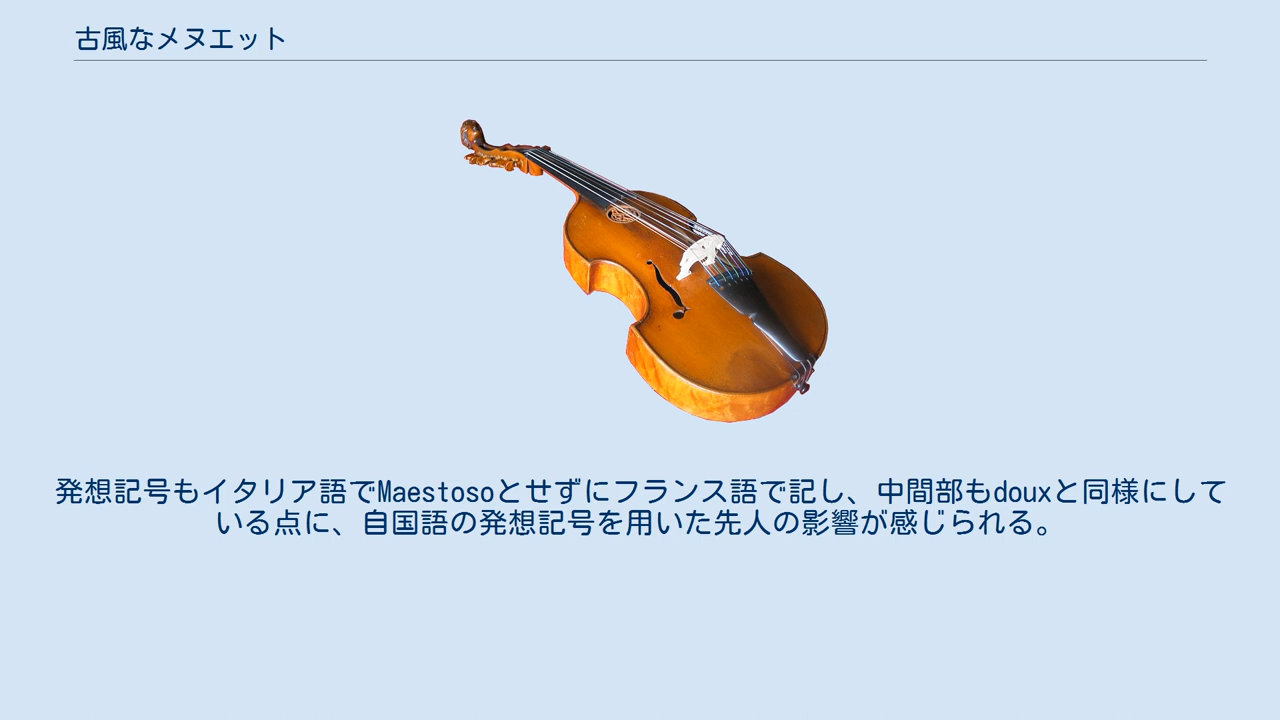 古風なメヌエット
発想記号もイタリア語でMaestosoとせずにフランス語で記し、中間部もdouxと同様にして
いる点に、自国語の発想記号を用いた先人の影響が感じられる。